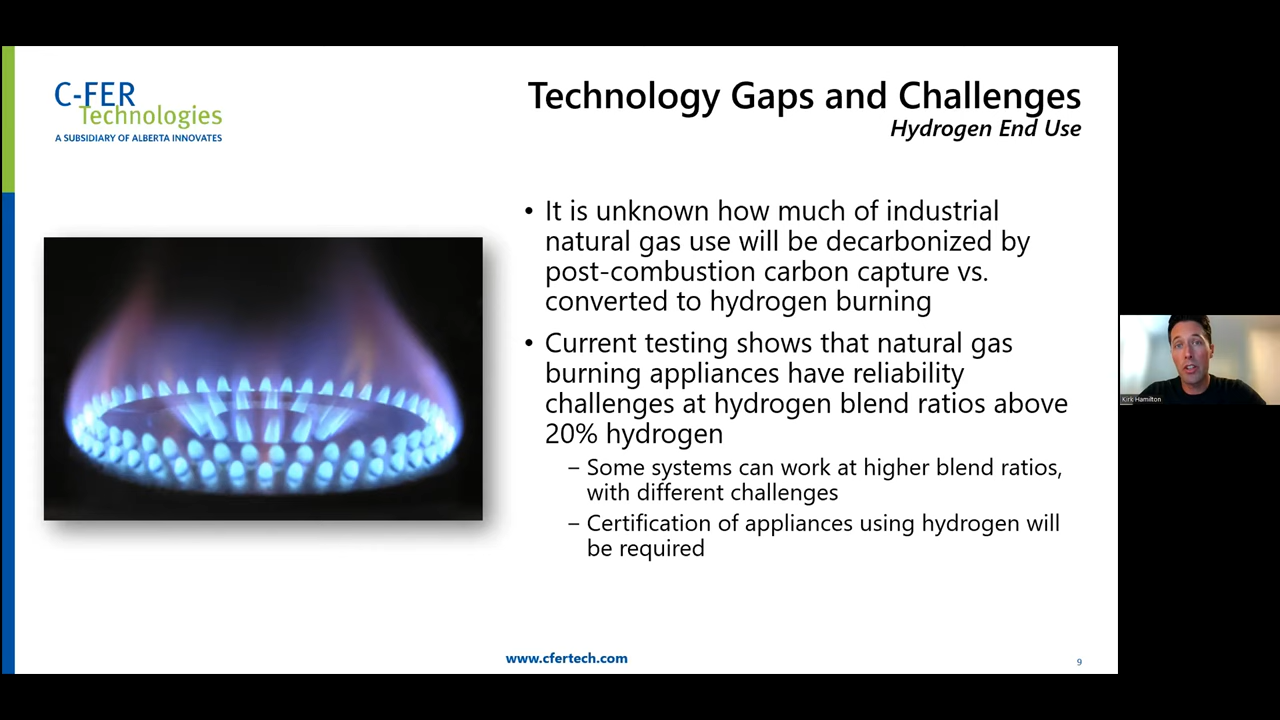 C-FER
Technologies
A SUBSIDIARY OF ALBERTA INNOVATES
Technology Gaps and Challenges
Hydrogen End Use
• It is unknown how much of industrial
natural gas use will be decarbonized by
post-combustion carbon capture vs.
converted to hydrogen burning
• Current testing shows that natural gas
burning appliances have reliability
challenges at hydrogen blend ratios above
20% hydrogen
– Some systems can work at higher blend ratios,
with different challenges
– Certification of appliances using hydrogen will
be required
www.cfertech.com
9
Kirk Hamilton